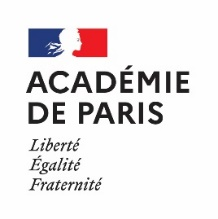 ACADÉMIE
DE PARIS
Liberté
Égalité
Fraternité